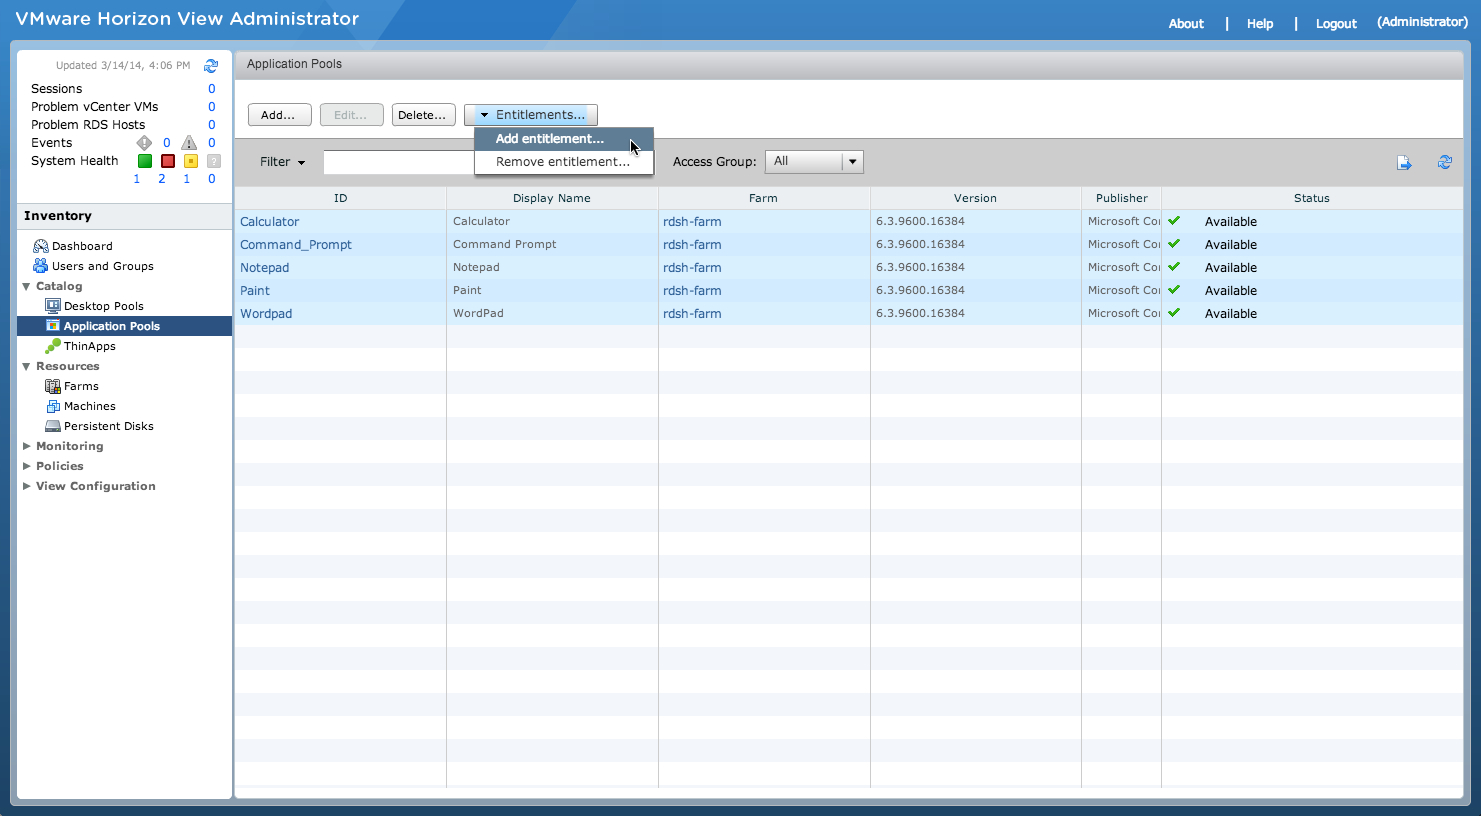 VMware Horizon View Administrator
About | Help | Logout (Administrator)
Updated 3/14/14, 4:06 PM
Sessions 0
Problem vCenter VMs 0
Problem RDS Hosts 0
Events 0 0
System Health
1 2 1 0
Inventory
Dashboard
Users and Groups
Catalog
Desktop Pools
Application Pools
ThinApps
Resources
Farms
Machines
Persistent Disks
Monitoring
Policies
View Configuration
Application Pools
Add... Edit... Delete... Entitlements...
Add entitlement...
Remove entitlement...
Filter Access Group: All
ID Display Name Farm Version Publisher Status
Calculator Calculator rdsh-farm 6.3.9600.16384 Microsoft Co Available
Command_Prompt Command Prompt rdsh-farm 6.3.9600.16384 Microsoft Co Available
Notepad Notepad rdsh-farm 6.3.9600.16384 Microsoft Co Available
Paint Paint rdsh-farm 6.3.9600.16384 Microsoft Co Available
Wordpad WordPad rdsh-farm 6.3.9600.16384 Microsoft Co Available